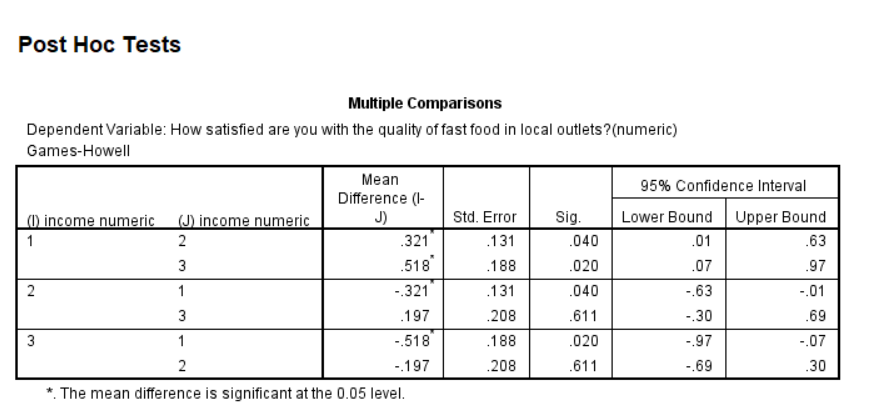 Post Hoc Tests
Multiple Comparisons
Dependent Variable: How satisfied are you with the quality of fast food in local outlets?(numeric)
Games-Howell
(I) income numeric (J) income numeric Mean Difference (I-J) Std. Error Sig. 95% Confidence Interval
Lower Bound Upper Bound
1 2 .321* .131 .040 .01 .63
3 .518* .188 .020 .07 .97
2 1 -.321* .131 .040 -.63 -.01
3 .197 .208 .611 -.30 .69
3 1 -.518* .188 .020 -.97 -.07
2 -.197 .208 .611 -.69 .30
*. The mean difference is significant at the 0.05 level.